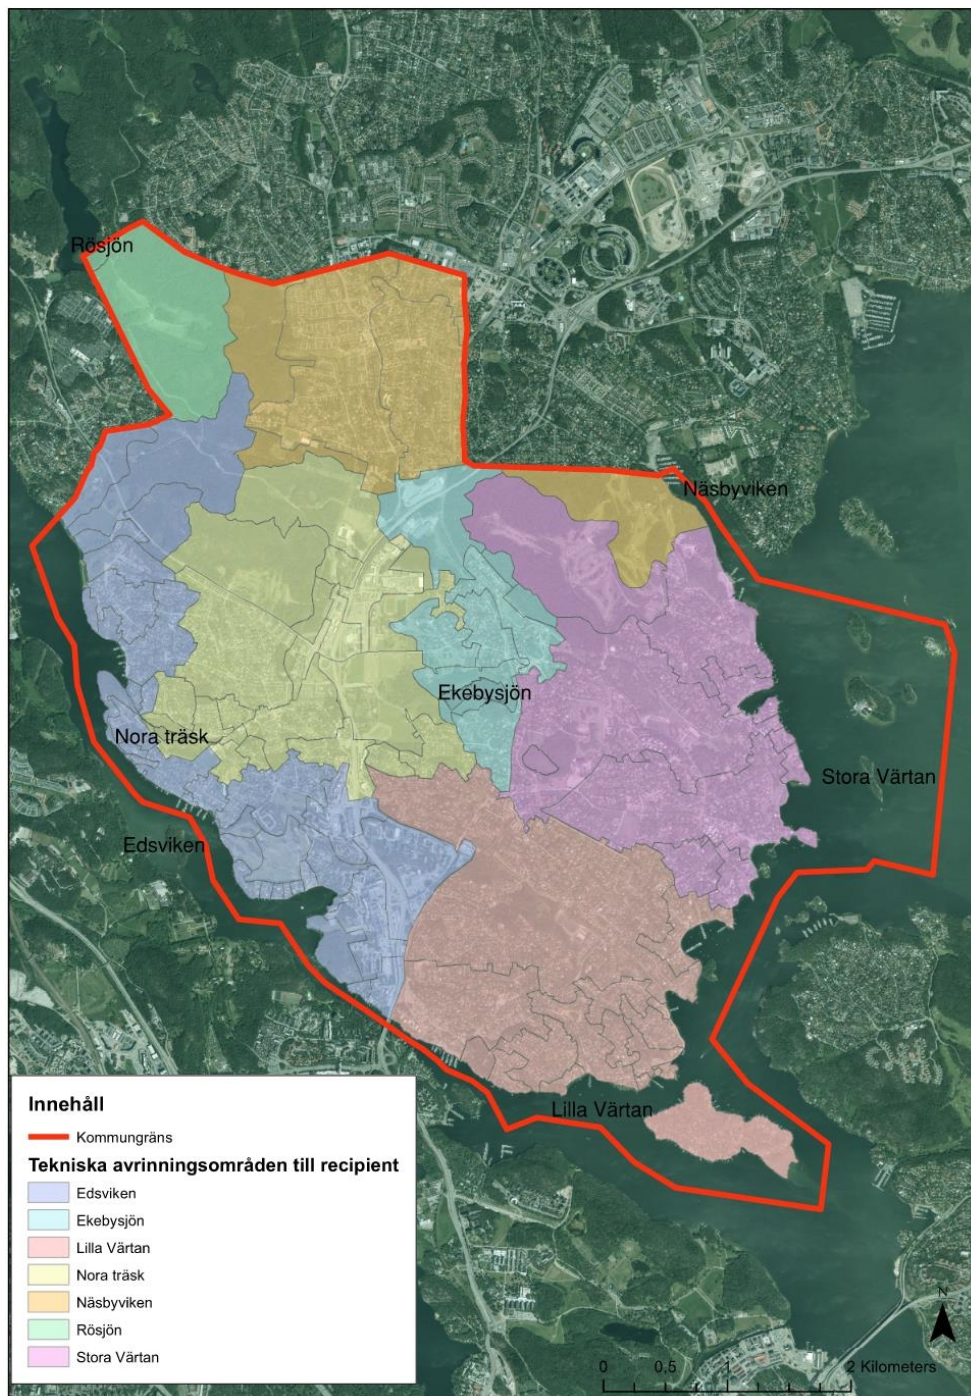 Rösjön
Näsbyviken
Ekebysjön
Nora träsk
Stora Värtan
Edsviken
Lilla Värtan
Innehåll
Kommungräns
Tekniska avrinningsområden till recipient
Edsviken
Ekebysjön
Lilla Värtan
Nora träsk
Näsbyviken
Rösjön
Stora Värtan
N
0 0,5 1 2 Kilometers